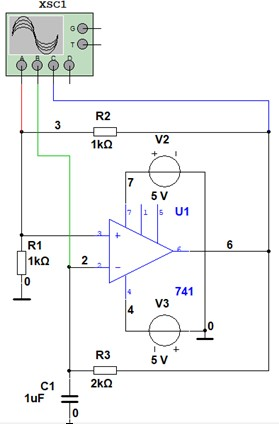 XSC1
G
T
A B C D
3
R2
1kΩ
V2
7
5 V
U1
7 1 5
3
+
R1
1kΩ
0
2
2
−
6
6
4
741
4
V3
0
5 V
R3
2kΩ
C1
1uF
0